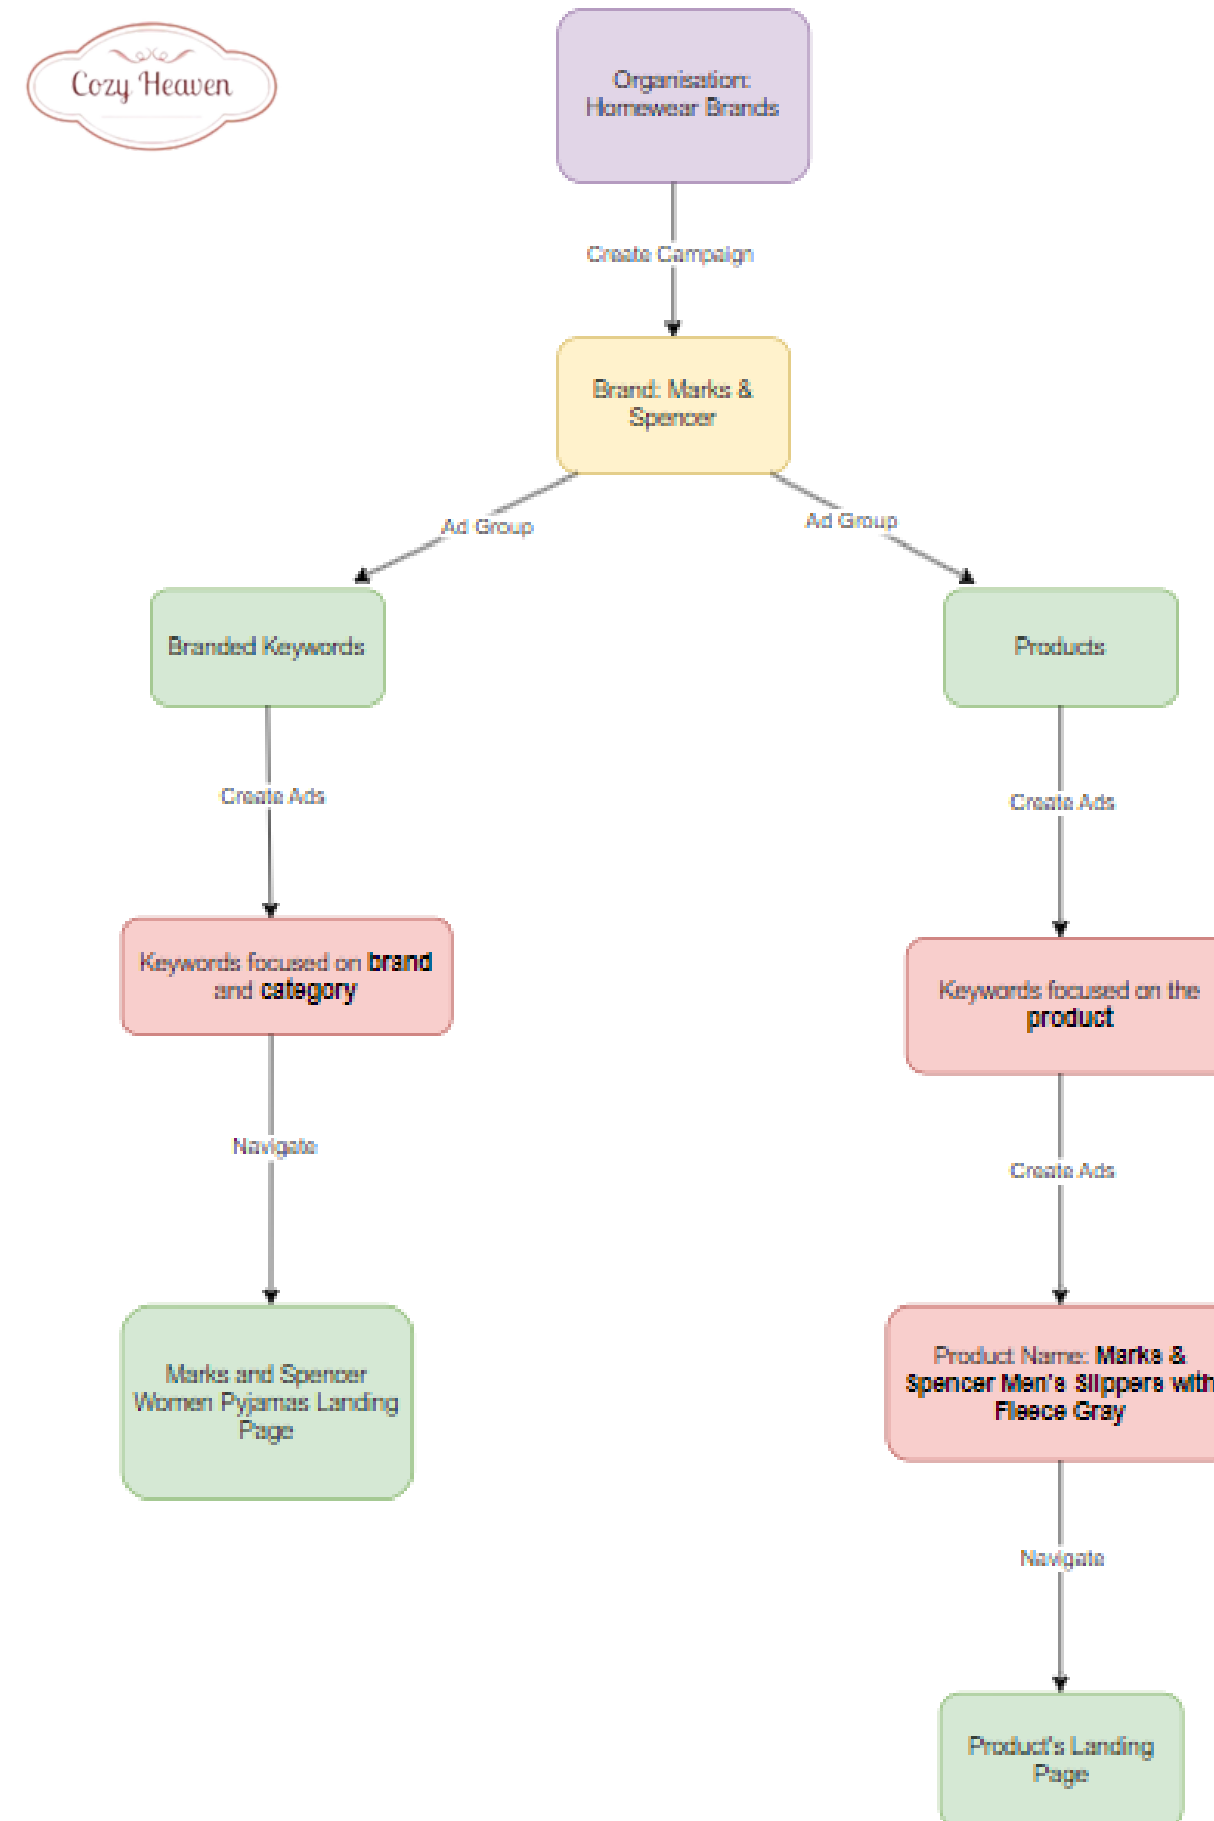 Cozy Heaven
Organisation:
Homewear Brands
Create Campaign
Brand: Marks &
Spencer
Ad Group
Ad Group
Branded Keywords
Products
Create Ads
Create Ads
Keywords focused on brand
and category
Keywords focused on the
product
Navigate
Create Ads
Marks and Spencer
Women Pyjamas Landing
Page
Product Name: Marks &
Spencer Men's Slippers with
Fleece Gray
Navigate
Product's Landing
Page